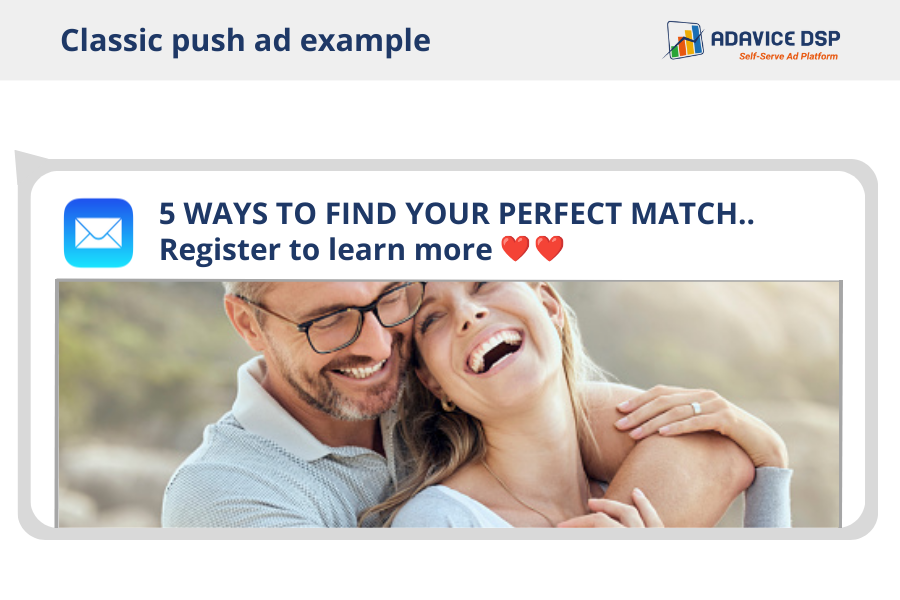 Classic push ad example
ADAVICE DSP
Self-Serve Ad Platform
5 WAYS TO FIND YOUR PERFECT MATCH..
Register to learn more ❤️❤️